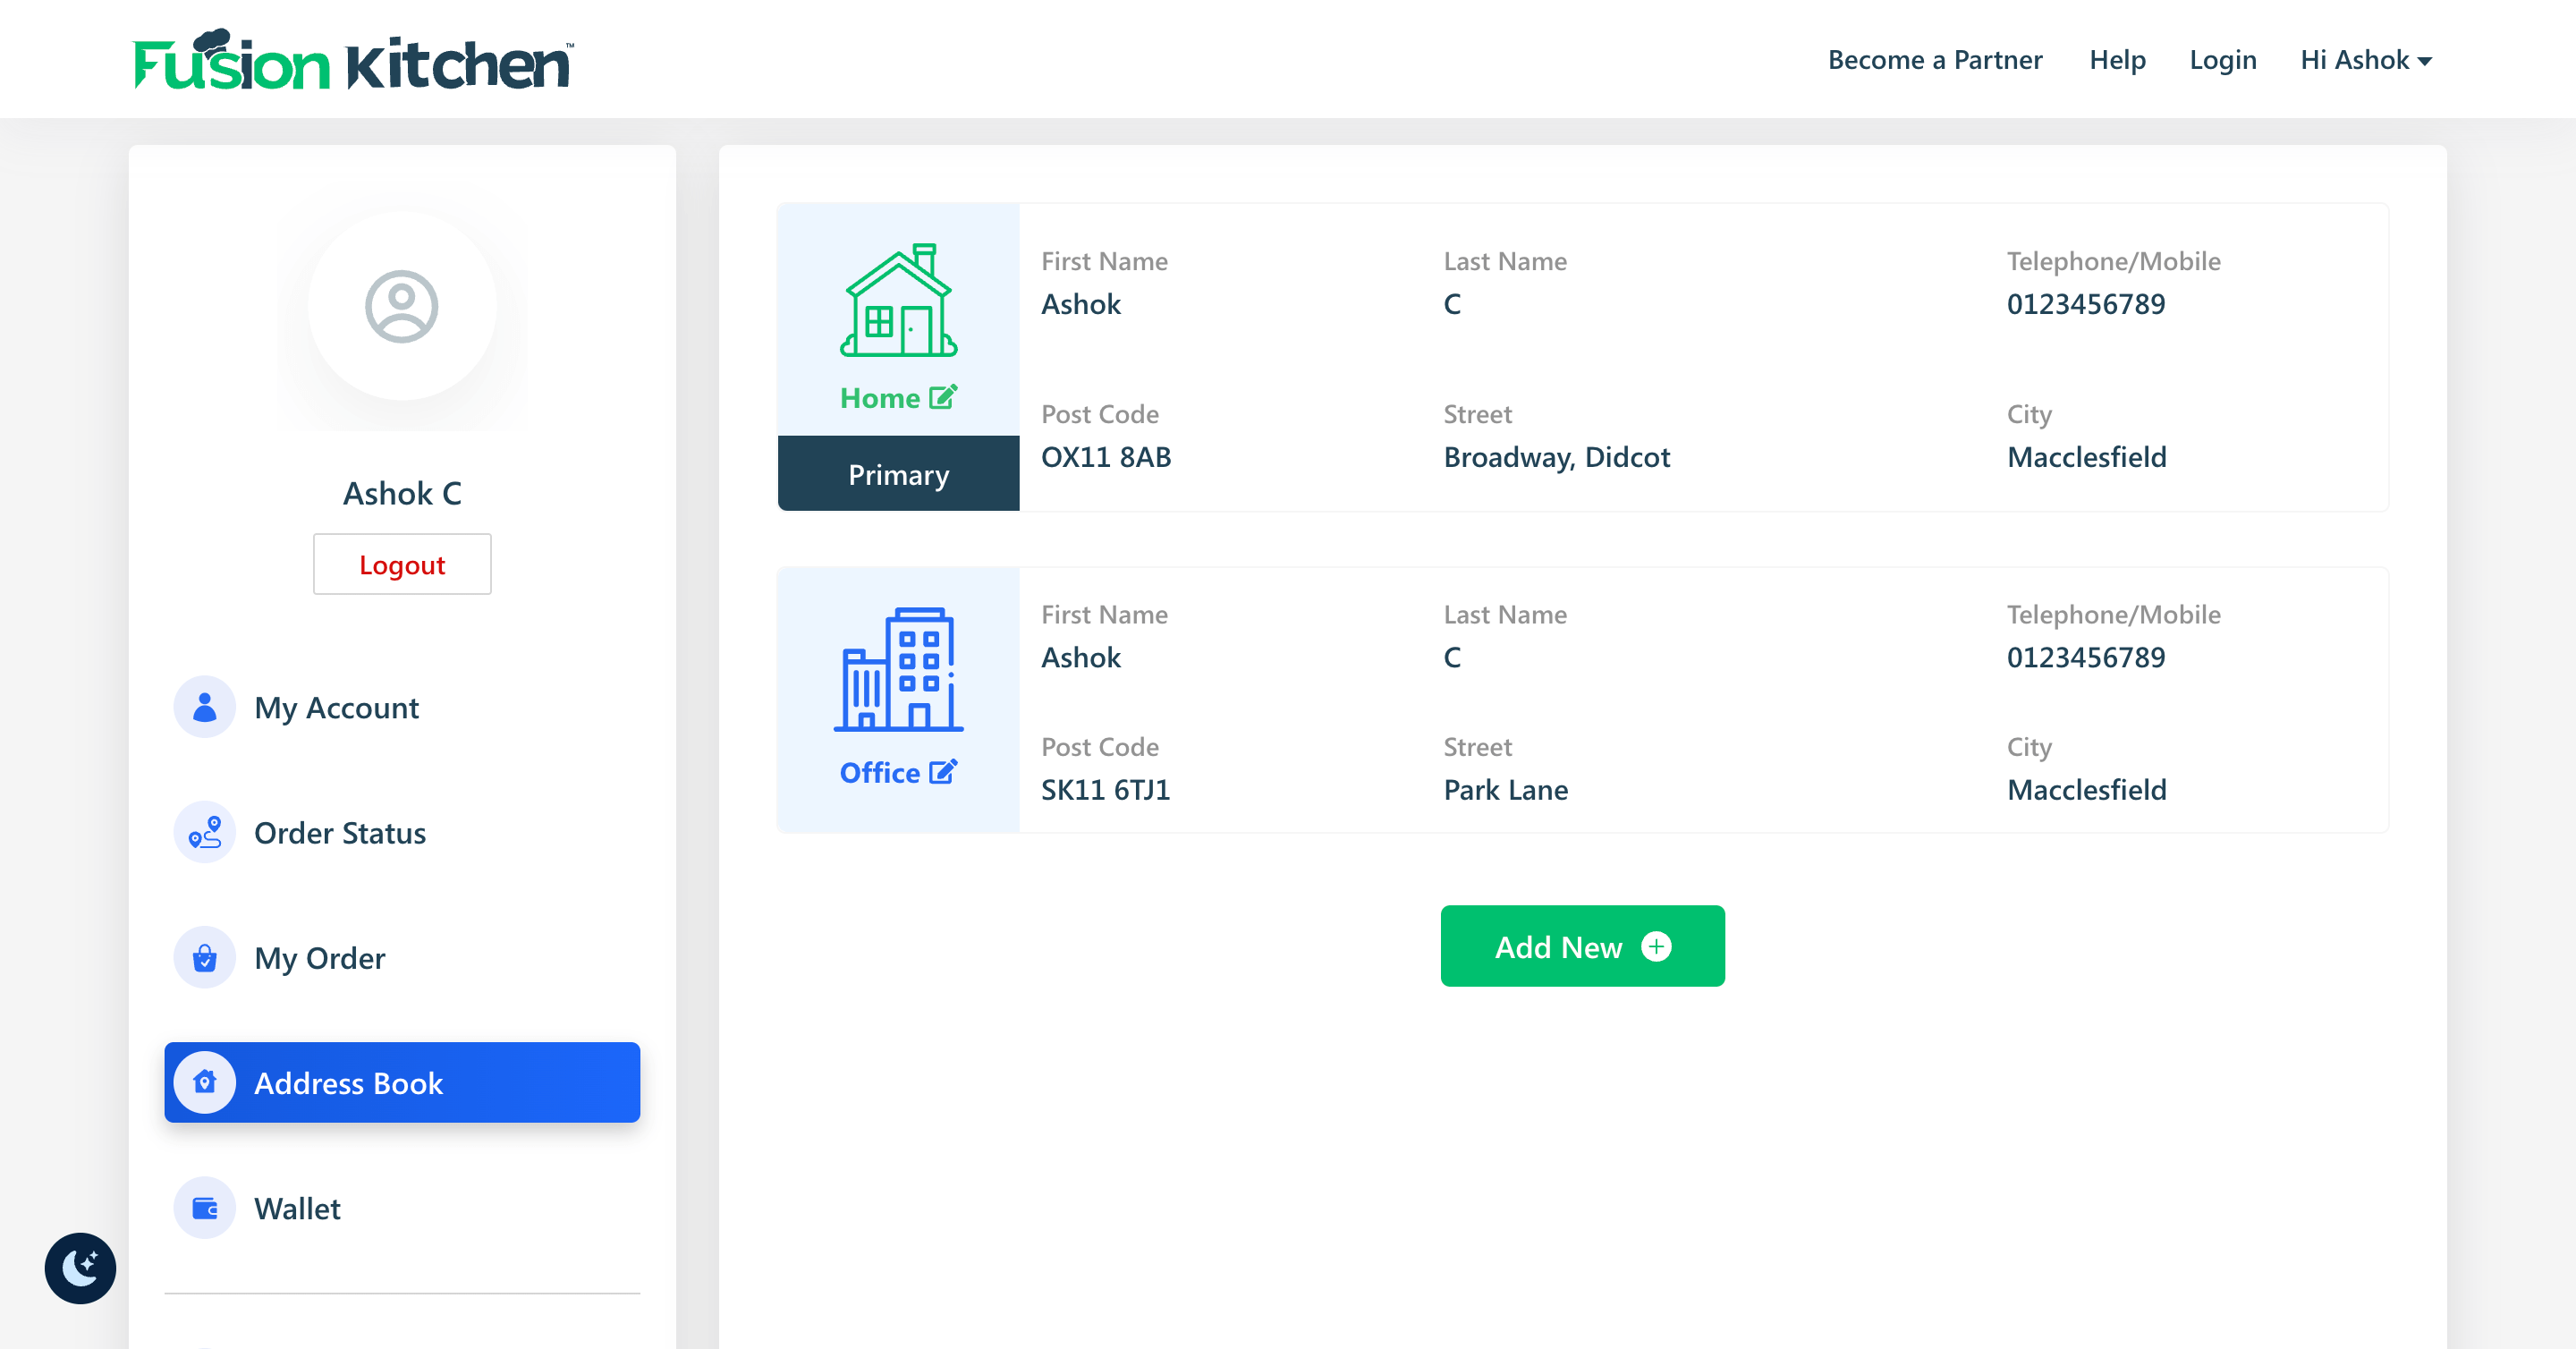 Fusion Kitchen™
Become a Partner Help Login Hi Ashok
Ashok C
Logout
My Account
Order Status
My Order
Address Book
Wallet
First Name Last Name Telephone/Mobile
Ashok C 0123456789
Home
Post Code Street City
OX11 8AB Broadway, Didcot Macclesfield
Primary
First Name Last Name Telephone/Mobile
Ashok C 0123456789
Post Code Street City
Office
SK11 6TJ1 Park Lane Macclesfield
Add New